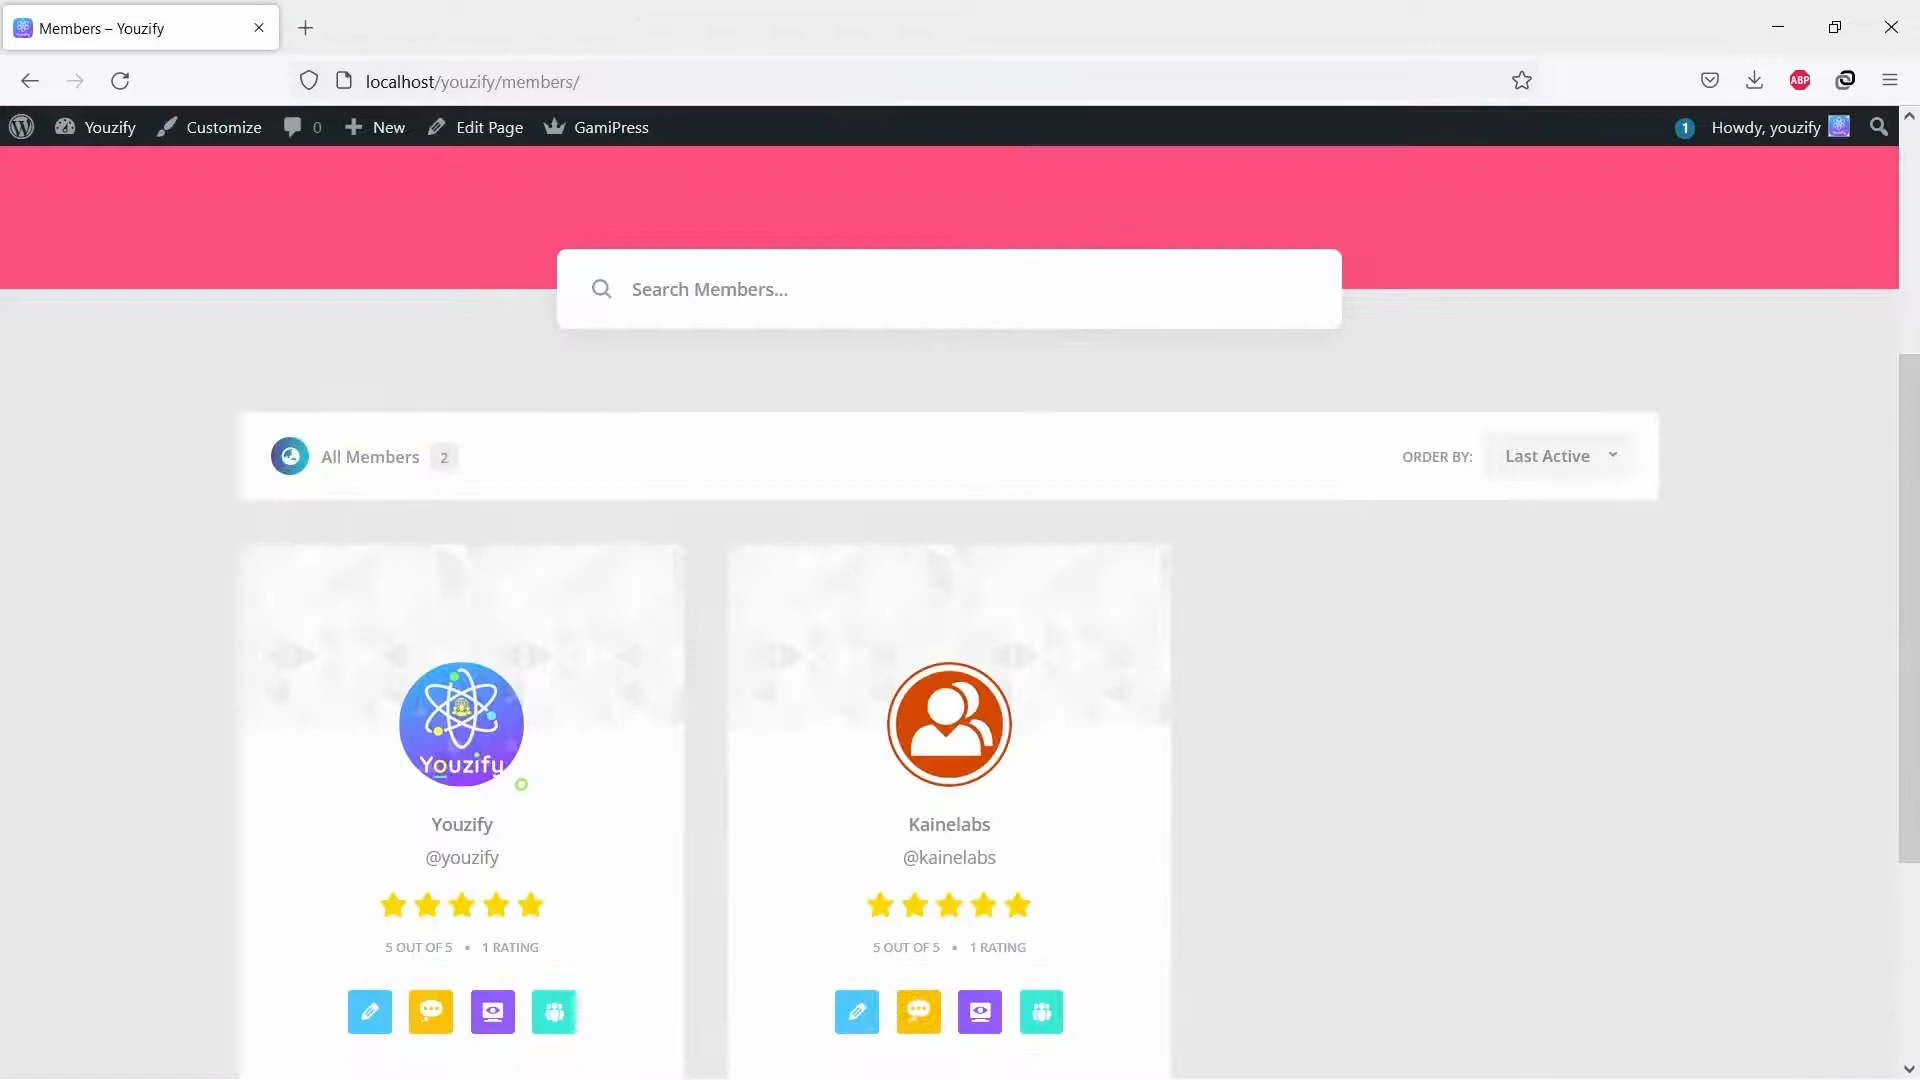 Members – Youzify
localhost/youzify/members/
ABP
Youzify
Customize
0
New
Edit Page
GamiPress
1
Howdy, youzify
Search Members...
All Members 2
ORDER BY: Last Active
Youzify
Youzify
@youzify
5 OUT OF 5 • 1 RATING
Kainelabs
@kainelabs
5 OUT OF 5 • 1 RATING